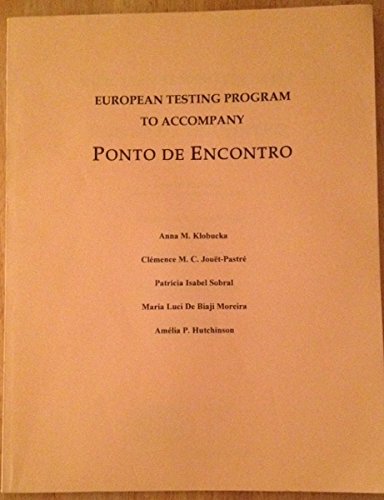 EUROPEAN TESTING PROGRAM
TO ACCOMPANY
PONTO DE ENCONTRO
Anna M. Klobucka
Clémence M. C. Jouët-Pastré
Patrícia Isabel Sobral
Maria Luci De Biaji Moreira
Amélia P. Hutchinson